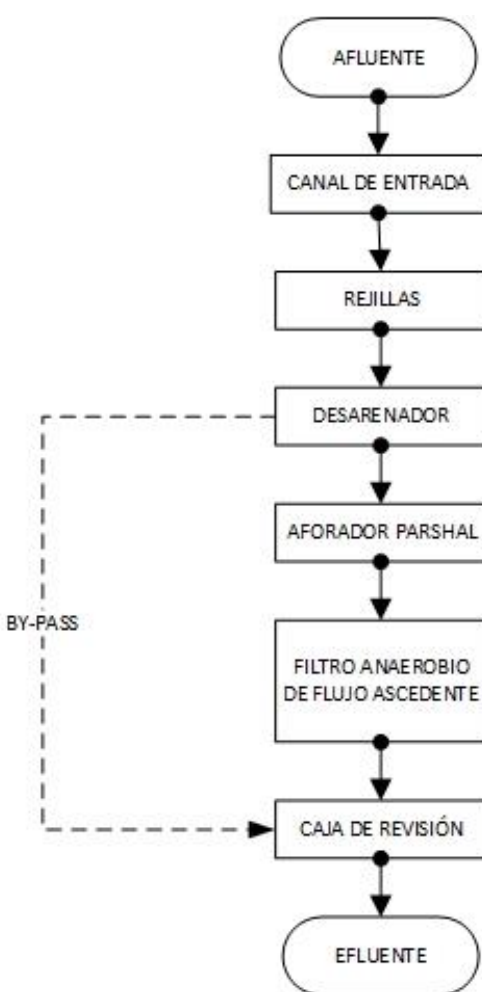 AFLUENTE
CANAL DE ENTRADA
REJILLAS
DESARENADOR
AFORADOR PARSHAL
BY-PASS
FILTRO ANAEROBIO
DE FLUJO ASCEDENTE
CAJA DE REVISIÓN
EFLUENTE